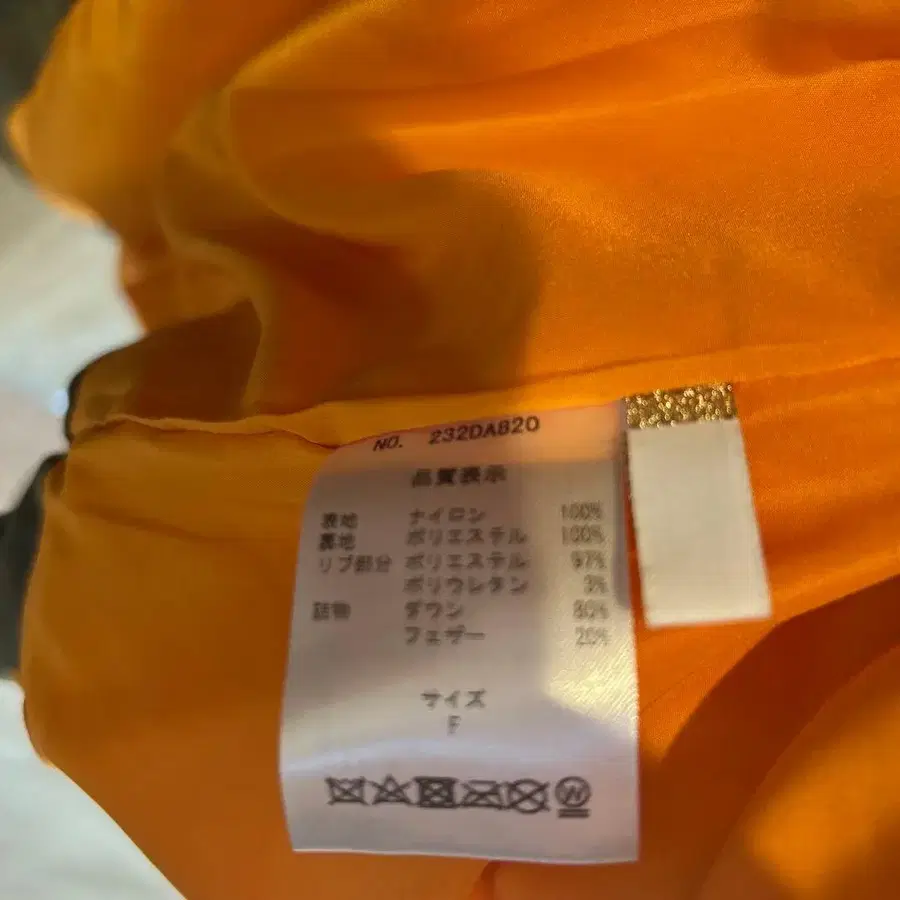 NO. 232DA820
品質表示
表地 ナイロン 100%
裏地 ポリエステル 100%
リブ部分 ポリエステル 97%
ポリウレタン 3%
詰物 ダウン 80%
フェザー 20%
サイズ
F
W